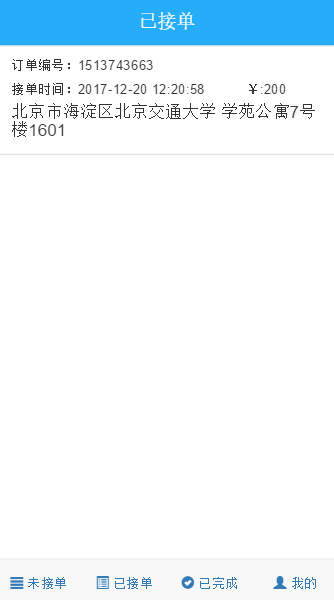 已接单
订单编号：1513743663
接单时间：2017-12-20 12:20:58 ￥:200
北京市海淀区北京交通大学 学苑公寓7号
楼1601
未接单 已接单 已完成 我的